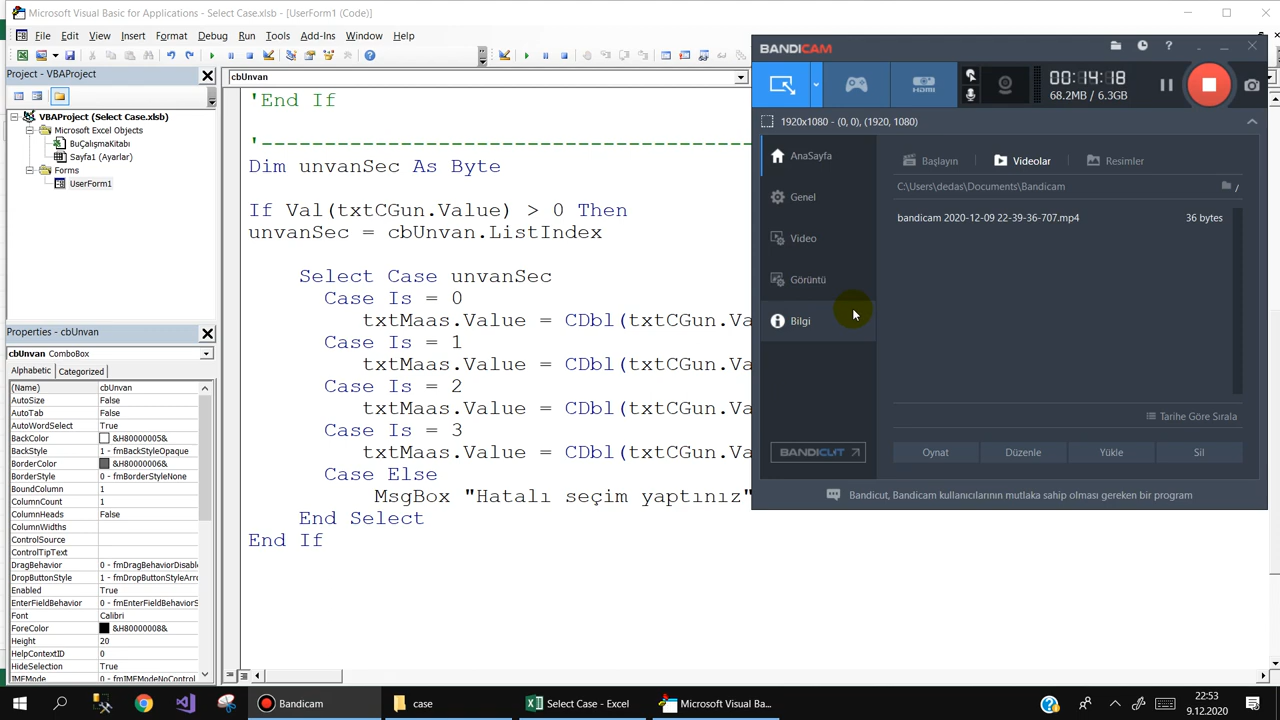 Microsoft Visual Basic for Applications - Select Case.xlsb - [UserForm1 (Code)]
File Edit View Insert Format Debug Run Tools Add-Ins Window Help
Project - VBAProject
VBAProject (Select Case.xlsb)
Microsoft Excel Objects
BuÇalışmaKitabı
Sayfa1 (Ayarlar)
Forms
UserForm1
Properties - cbUnvan
cbUnvan ComboBox
Alphabetic Categorized
(Name) cbUnvan
AutoSize False
AutoTab False
AutoWordSelect True
BackColor &H80000005&
BackStyle 1 - fmBackStyleOpaque
BorderColor &H80000006&
BorderStyle 0 - fmBorderStyleNone
BoundColumn 1
ColumnCount 1
ColumnHeads False
ColumnWidths
ControlSource
ControlTipText
DragBehavior 0 - fmDragBehaviorDisable
DropButtonStyle 1 - fmDropButtonStyleArro
Enabled True
EnterFieldBehavior 0 - fmEnterFieldBehaviorS
Font Calibri
ForeColor &H80000008&
Height 20
HelpContextID 0
HideSelection True
IMEMode 0 - fmIMEModeNoControl
cbUnvan
'End If
'----------------------------------------
Dim unvanSec As Byte
If Val(txtCGun.Value) > 0 Then
unvanSec = cbUnvan.ListIndex
Select Case unvanSec
Case Is = 0
txtMaas.Value = CDbl(txtCGun.Va
Case Is = 1
txtMaas.Value = CDbl(txtCGun.Va
Case Is = 2
txtMaas.Value = CDbl(txtCGun.Va
Case Is = 3
txtMaas.Value = CDbl(txtCGun.Va
Case Else
MsgBox "Hatalı seçim yaptınız"
End Select
End If
BANDICAM
HDMI
00:14:18
68.2MB / 6.3GB
1920x1080 - (0, 0), (1920, 1080)
AnaSayfa
Genel
Video
Görüntü
Bilgi
BANDICUT
Başlayın Videolar Resimler
C:\Users\dedas\Documents\Bandicam
bandicam 2020-12-09 22-39-36-707.mp4 36 bytes
Tarihe Göre Sırala
Oynat Düzenle Yükle Sil
Bandicut, Bandicam kullanıcılarının mutlaka sahip olması gereken bir program
Bandicam case Select Case - Excel Microsoft Visual Ba...
22:53
9.12.2020